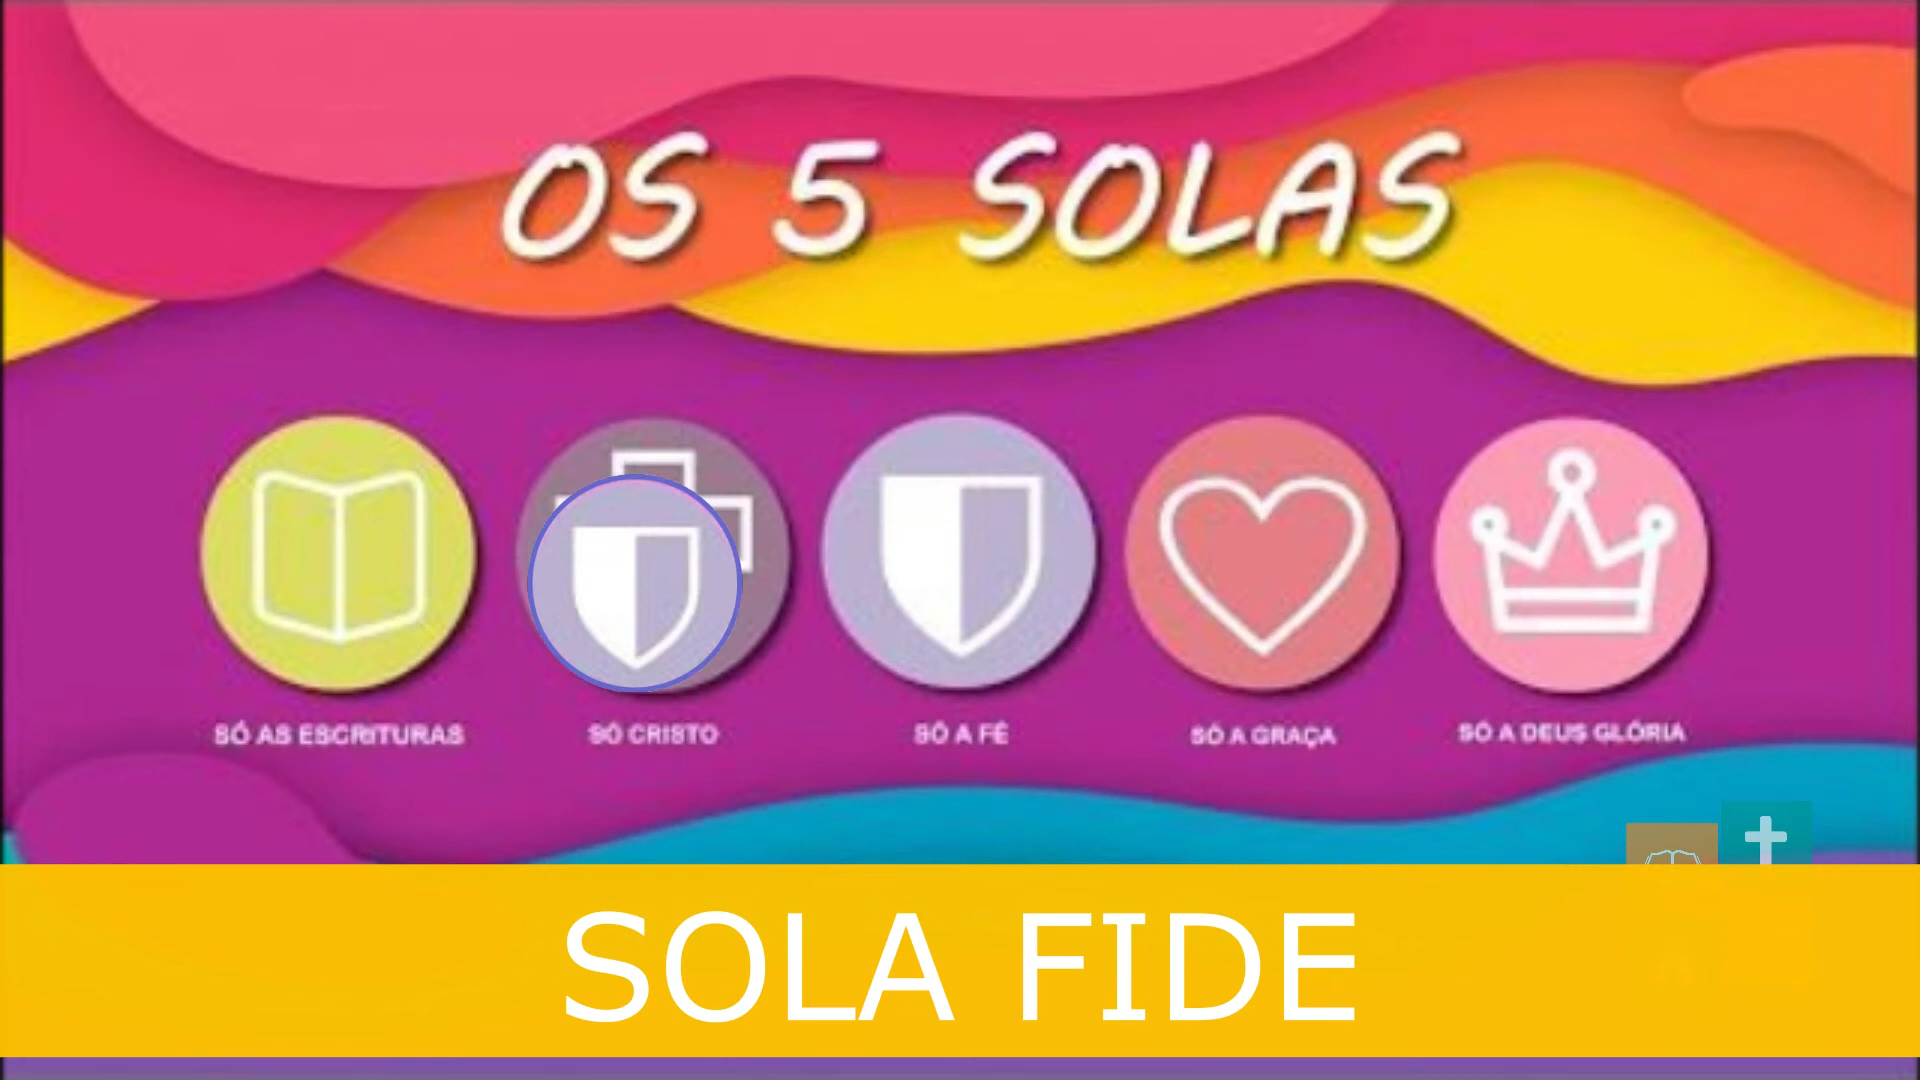 OS 5 SOLAS
SÓ AS ESCRITURAS
SÓ CRISTO
SÓ A FÉ
SÓ A GRAÇA
SÓ A DEUS GLÓRIA
SOLA FIDE